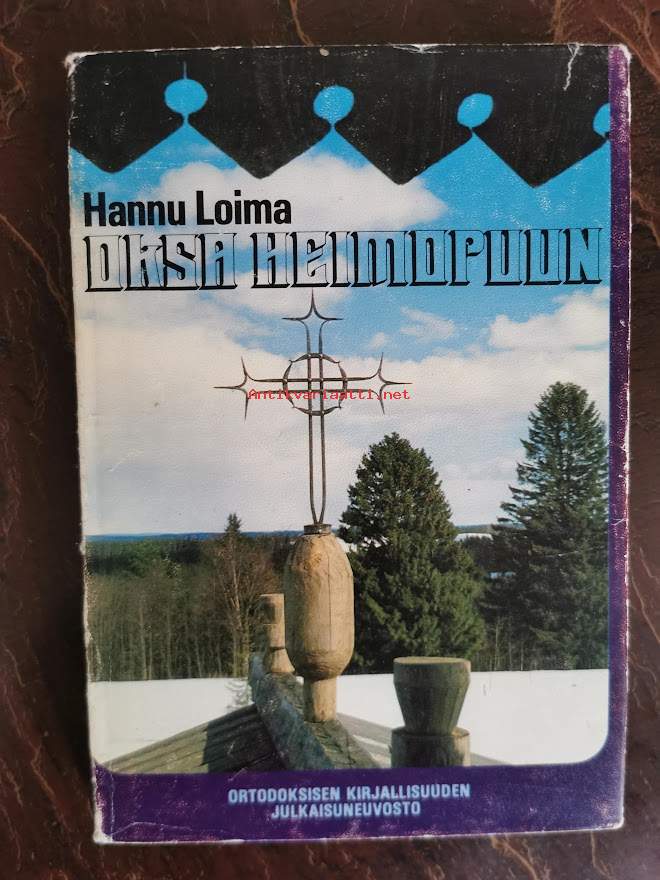 Hannu Loima
OKSA HEIMOPUUN
Antikvariaatti.net
ORTODOKSISEN KIRJALLISUUDEN
JULKAISUNEUVOSTO